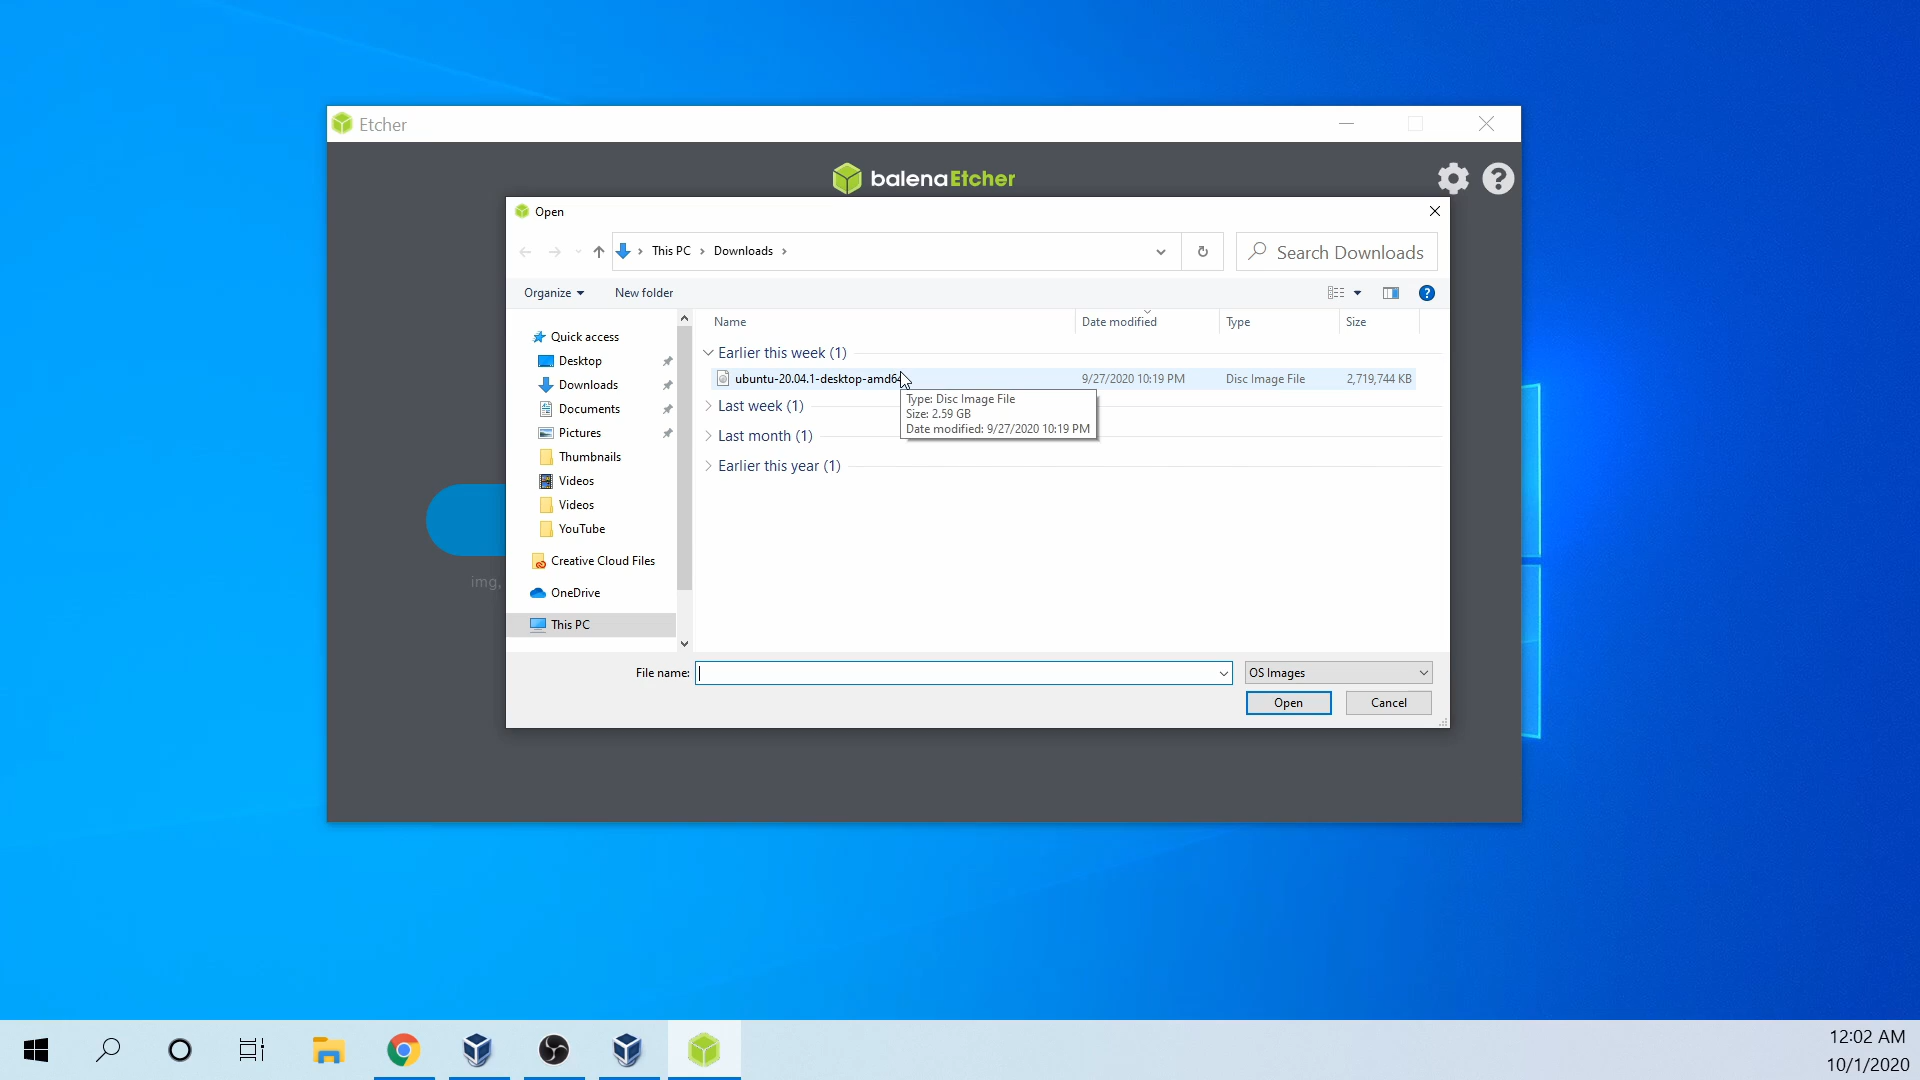 Etcher
balenaEtcher
Open
This PC
Downloads
Search Downloads
Organize
New folder
Name
Date modified
Type
Size
Quick access
Desktop
Downloads
Documents
Pictures
Thumbnails
Videos
Videos
YouTube
Creative Cloud Files
OneDrive
This PC
Earlier this week (1)
ubuntu-20.04.1-desktop-amd64
9/27/2020 10:19 PM
Disc Image File
2,719,744 KB
Type: Disc Image File
Size: 2.59 GB
Date modified: 9/27/2020 10:19 PM
Last week (1)
Last month (1)
Earlier this year (1)
img,
File name:
OS Images
Open
Cancel
12:02 AM
10/1/2020